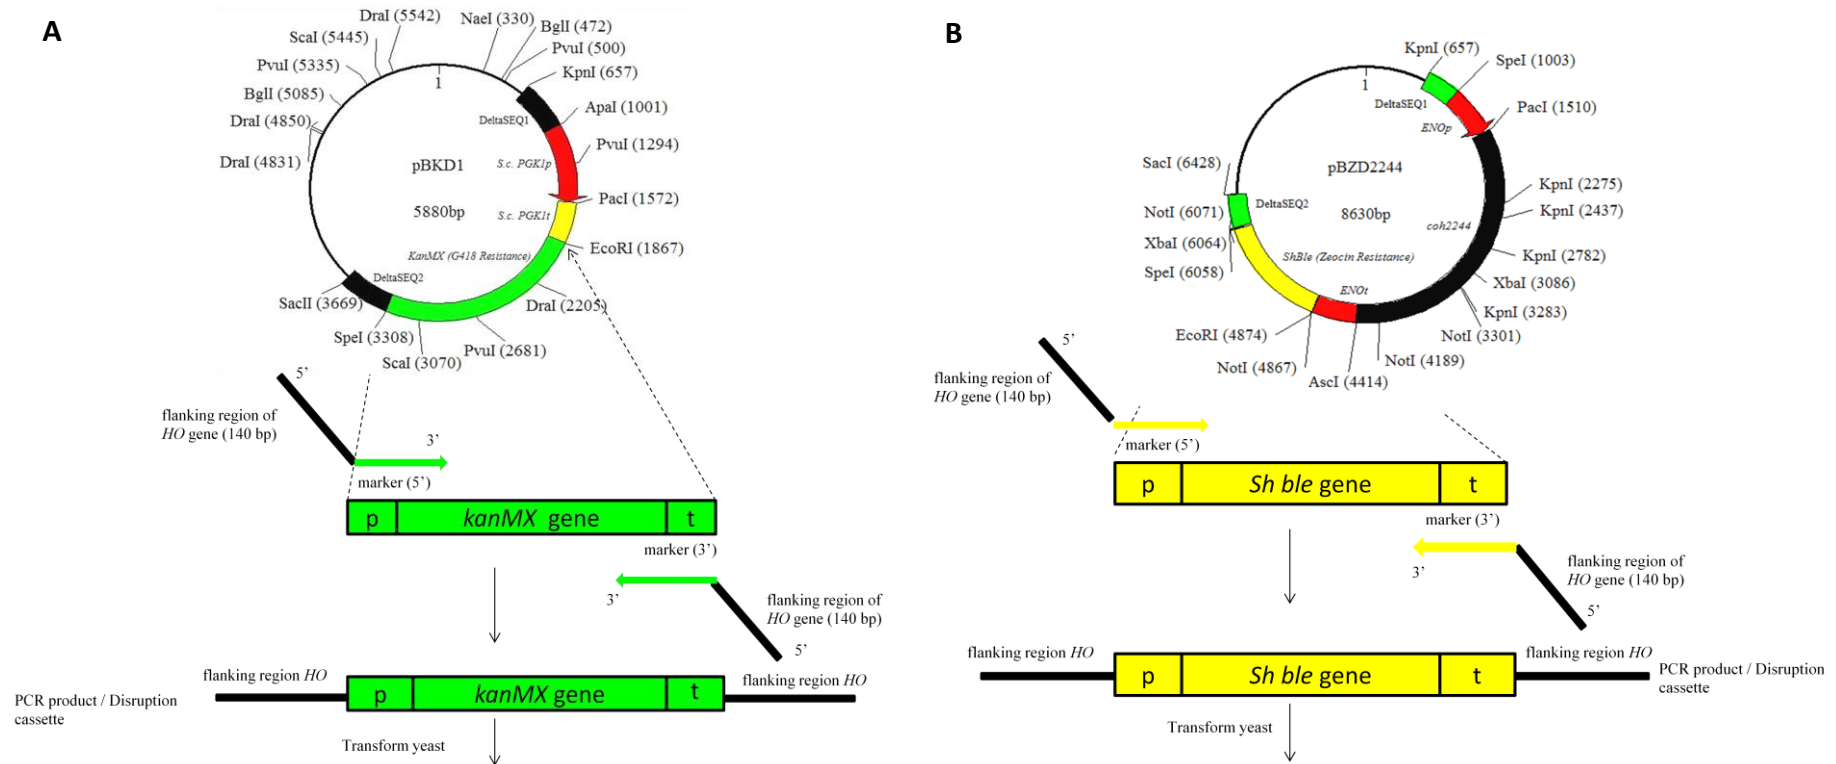 A
DraI (5542)
NaeI (330)
BglI (472)
ScaI (5445)
PvuI (500)
PvuI (5335)
KpnI (657)
1
BglI (5085)
ApaI (1001)
DraI (4850)
DeltaSEQ1
PvuI (1294)
DraI (4831)
pBKD1
S.c. PGK1p
PacI (1572)
5880bp
S.c. PGK1t
EcoRI (1867)
KanMX (G418 Resistance)
DeltaSEQ2
SacII (3669)
DraI (2205)
SpeI (3308)
PvuI (2681)
ScaI (3070)
5’
flanking region of
HO gene (140 bp)
3’
marker (5’)
p
kanMX gene
t
marker (3’)
3’
flanking region of
HO gene (140 bp)
5’
flanking region HO
flanking region HO
p
kanMX gene
t
PCR product / Disruption
cassette
Transform yeast
B
KpnI (657)
SpeI (1003)
1
DeltaSEQ1
PacI (1510)
ENOp
SacI (6428)
pBZD2244
KpnI (2275)
DeltaSEQ2
NotI (6071)
8630bp
KpnI (2437)
coh2244
XbaI (6064)
ShBle (Zeocin Resistance)
KpnI (2782)
SpeI (6058)
XbaI (3086)
ENOt
KpnI (3283)
EcoRI (4874)
NotI (3301)
NotI (4867)
NotI (4189)
AscI (4414)
5’
flanking region of
HO gene (140 bp)
marker (5’)
p
Sh ble gene
t
marker (3’)
3’
flanking region of
HO gene (140 bp)
5’
flanking region HO
flanking region HO
p
Sh ble gene
t
PCR product / Disruption
cassette
Transform yeast